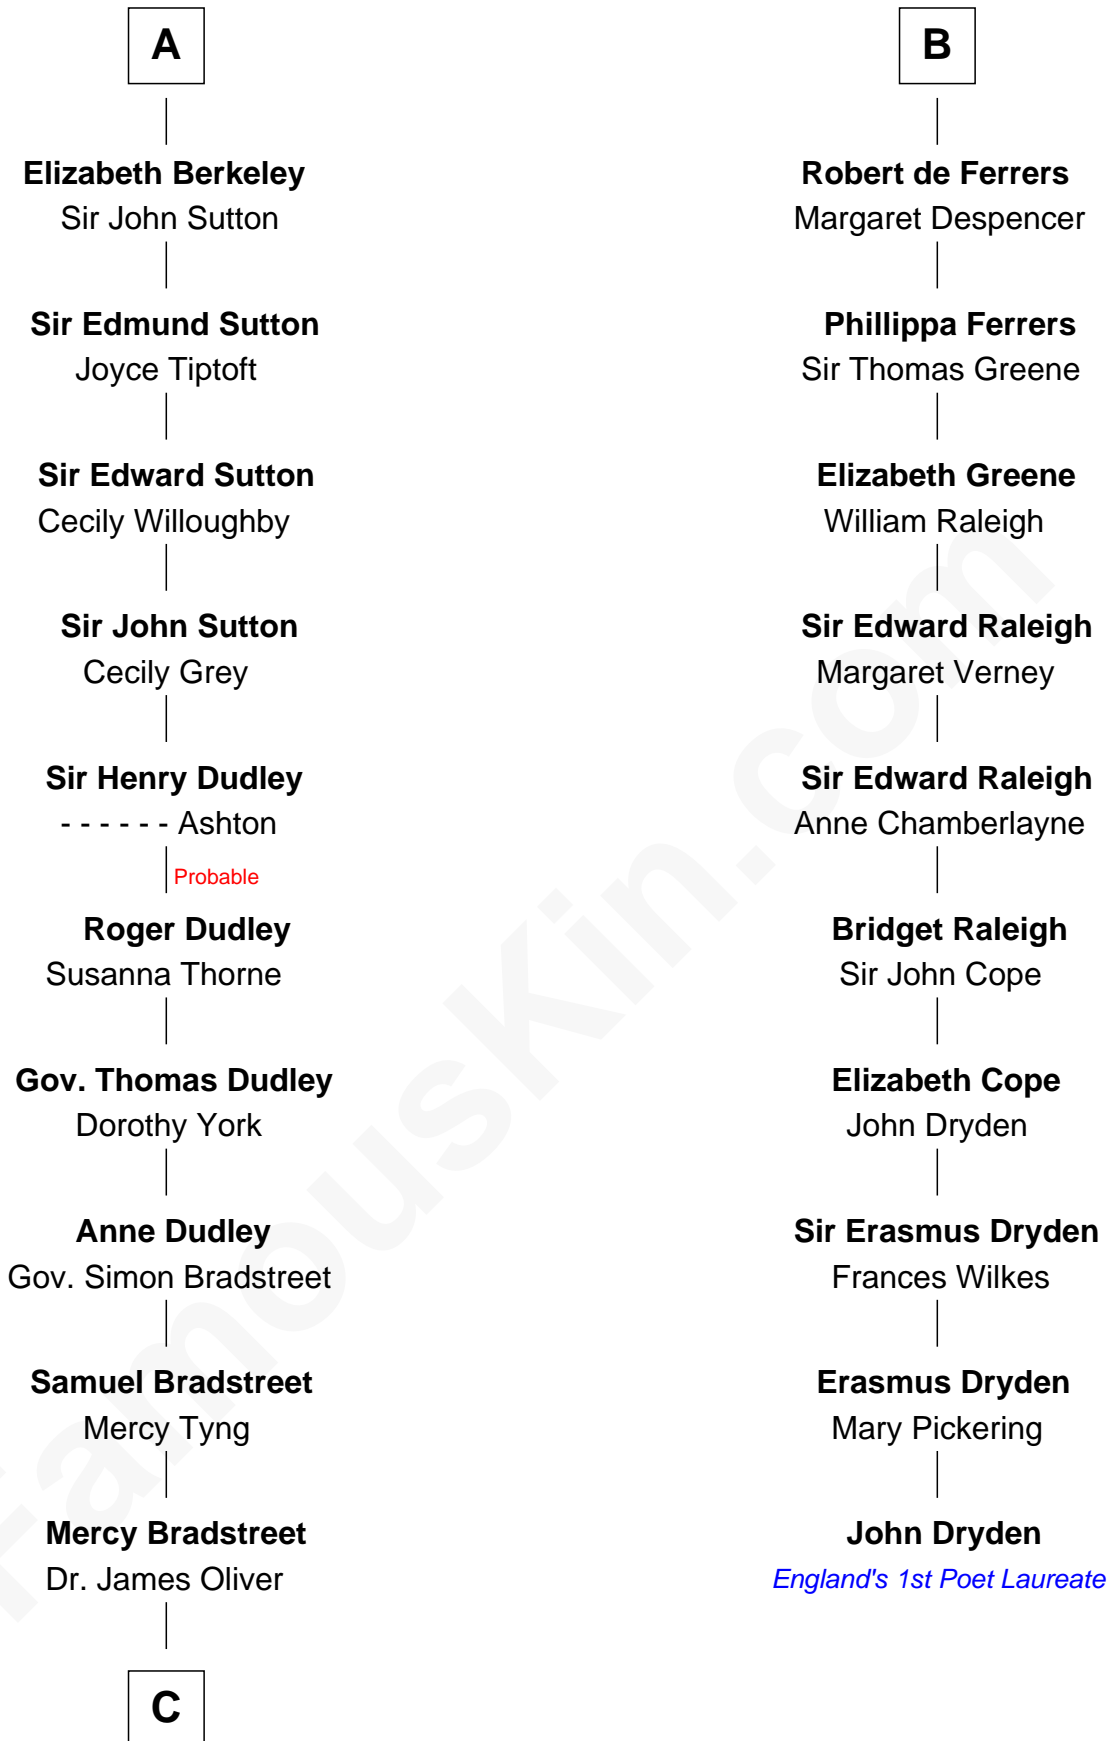 A
Elizabeth Berkeley
Sir John Sutton
Sir Edmund Sutton
Joyce Tiptoft
Sir Edward Sutton
Cecily Willoughby
Sir John Sutton
Cecily Grey
Sir Henry Dudley
- - - - - - Ashton
Probable
Roger Dudley
Susanna Thorne
Gov. Thomas Dudley
Dorothy York
Anne Dudley
Gov. Simon Bradstreet
Samuel Bradstreet
Mercy Tyng
Mercy Bradstreet
Dr. James Oliver
C
B
Robert de Ferrers
Margaret Despencer
Phillippa Ferrers
Sir Thomas Greene
Elizabeth Greene
William Raleigh
Sir Edward Raleigh
Margaret Verney
Sir Edward Raleigh
Anne Chamberlayne
Bridget Raleigh
Sir John Cope
Elizabeth Cope
John Dryden
Sir Erasmus Dryden
Frances Wilkes
Erasmus Dryden
Mary Pickering
John Dryden
England's 1st Poet Laureate
FamousKin.com